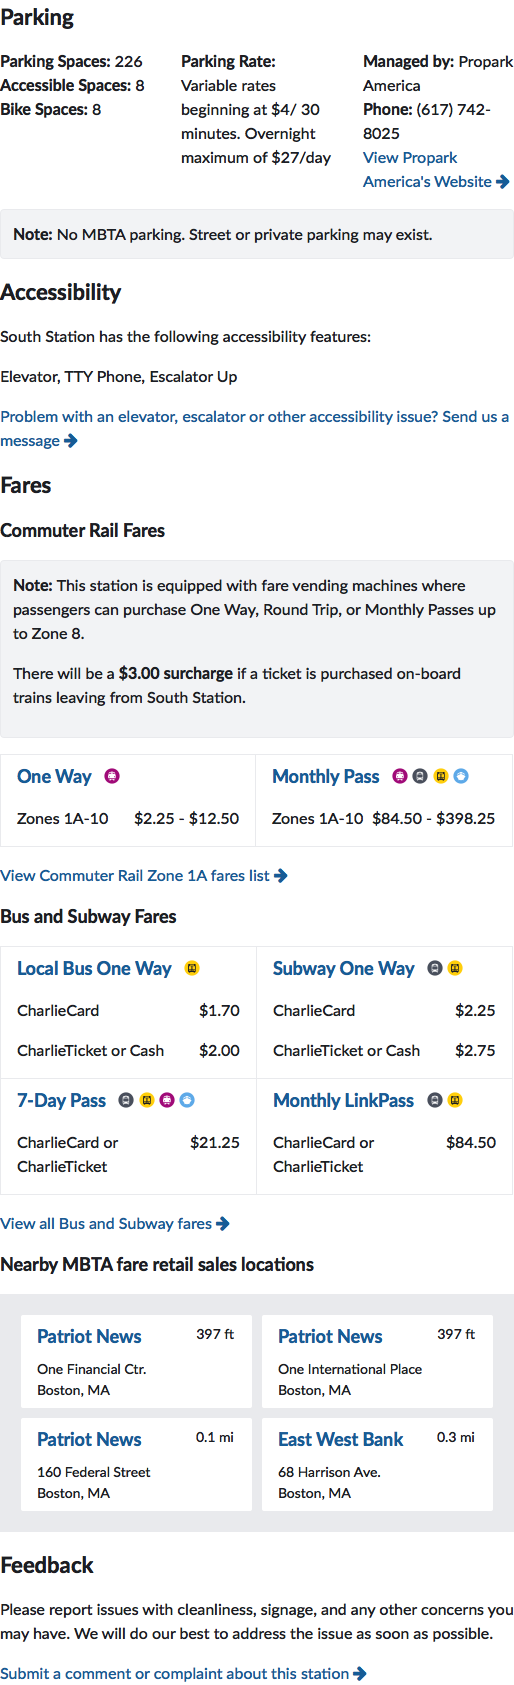 Parking
Parking Spaces: 226
Accessible Spaces: 8
Bike Spaces: 8
Parking Rate:
Variable rates
beginning at $4/ 30
minutes. Overnight
maximum of $27/day
Managed by: Propark
America
Phone: (617) 742-
8025
View Propark
America's Website
Note: No MBTA parking. Street or private parking may exist.
Accessibility
South Station has the following accessibility features:
Elevator, TTY Phone, Escalator Up
Problem with an elevator, escalator or other accessibility issue? Send us a
message
Fares
Commuter Rail Fares
Note: This station is equipped with fare vending machines where
passengers can purchase One Way, Round Trip, or Monthly Passes up
to Zone 8.
There will be a $3.00 surcharge if a ticket is purchased on-board
trains leaving from South Station.
One Way
Zones 1A-10 $2.25 - $12.50
Monthly Pass
Zones 1A-10 $84.50 - $398.25
View Commuter Rail Zone 1A fares list
Bus and Subway Fares
Local Bus One Way
CharlieCard $1.70
CharlieTicket or Cash $2.00
Subway One Way
CharlieCard $2.25
CharlieTicket or Cash $2.75
7-Day Pass
CharlieCard or $21.25
CharlieTicket
Monthly LinkPass
CharlieCard or $84.50
CharlieTicket
View all Bus and Subway fares
Nearby MBTA fare retail sales locations
Patriot News 397 ft
One Financial Ctr.
Boston, MA
Patriot News 397 ft
One International Place
Boston, MA
Patriot News 0.1 mi
160 Federal Street
Boston, MA
East West Bank 0.3 mi
68 Harrison Ave.
Boston, MA
Feedback
Please report issues with cleanliness, signage, and any other concerns you
may have. We will do our best to address the issue as soon as possible.
Submit a comment or complaint about this station